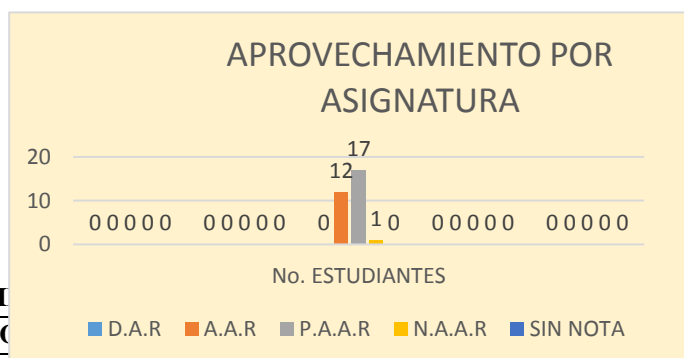 APROVECHAMIENTO POR
ASIGNATURA
20
10
0
0 0 0 0 0
0 0 0 0 0
0 12 17 1 0
0 0 0 0 0
0 0 0 0 0
No. ESTUDIANTES
D.A.R A.A.R P.A.A.R N.A.A.R SIN NOTA